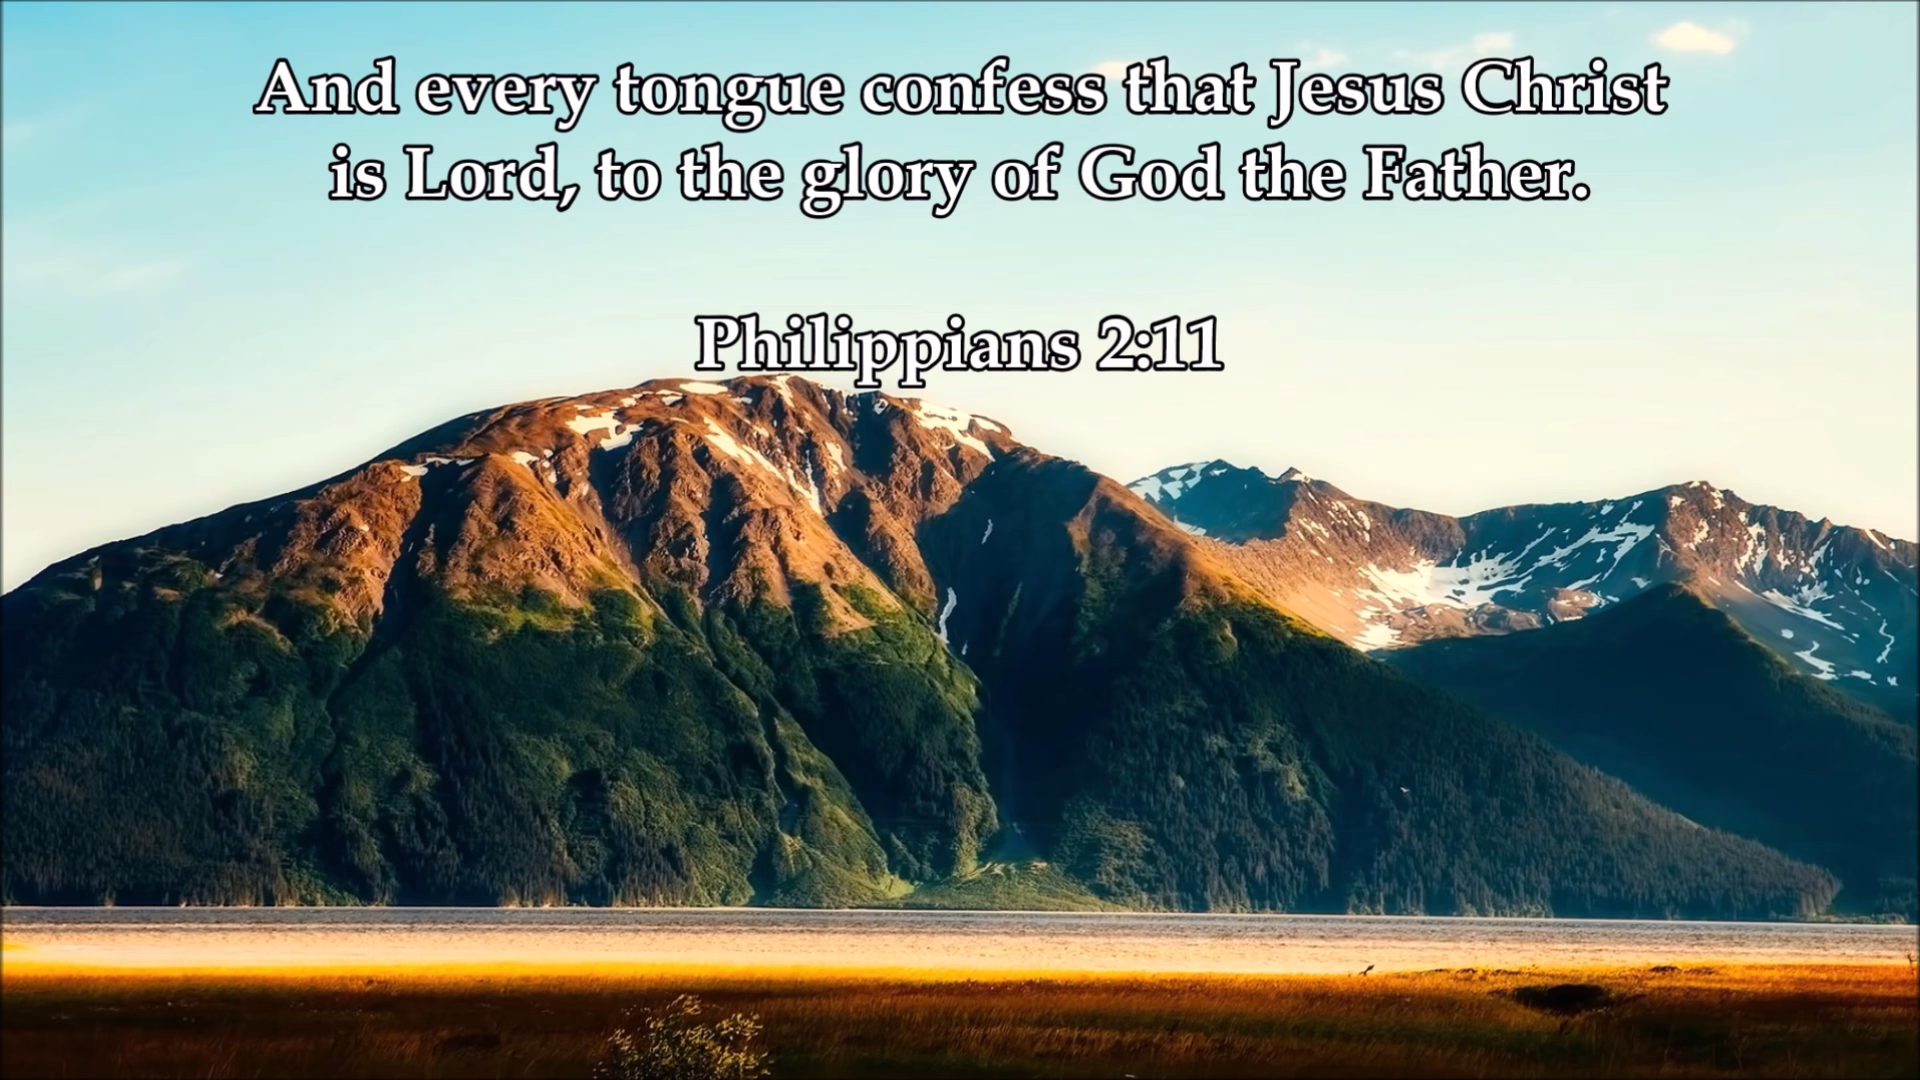 And every tongue confess that Jesus Christ
is Lord, to the glory of God the Father.
Philippians 2:11